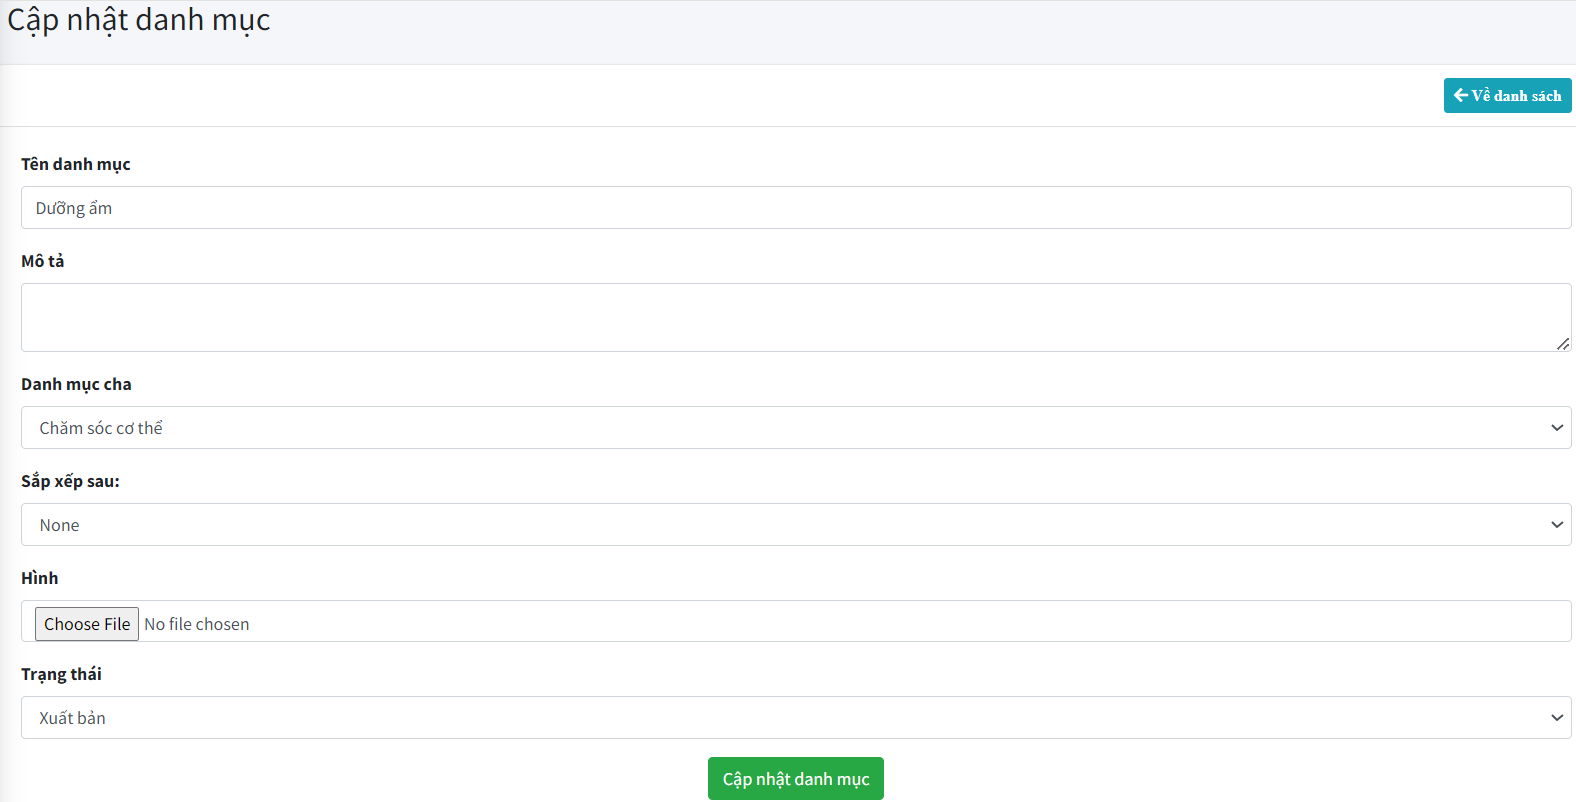 Cập nhật danh mục
Về danh sách
Tên danh mục
Dưỡng ẩm
Mô tả
Danh mục cha
Chăm sóc cơ thể
Sắp xếp sau:
None
Hình
Choose File No file chosen
Trạng thái
Xuất bản
Cập nhật danh mục